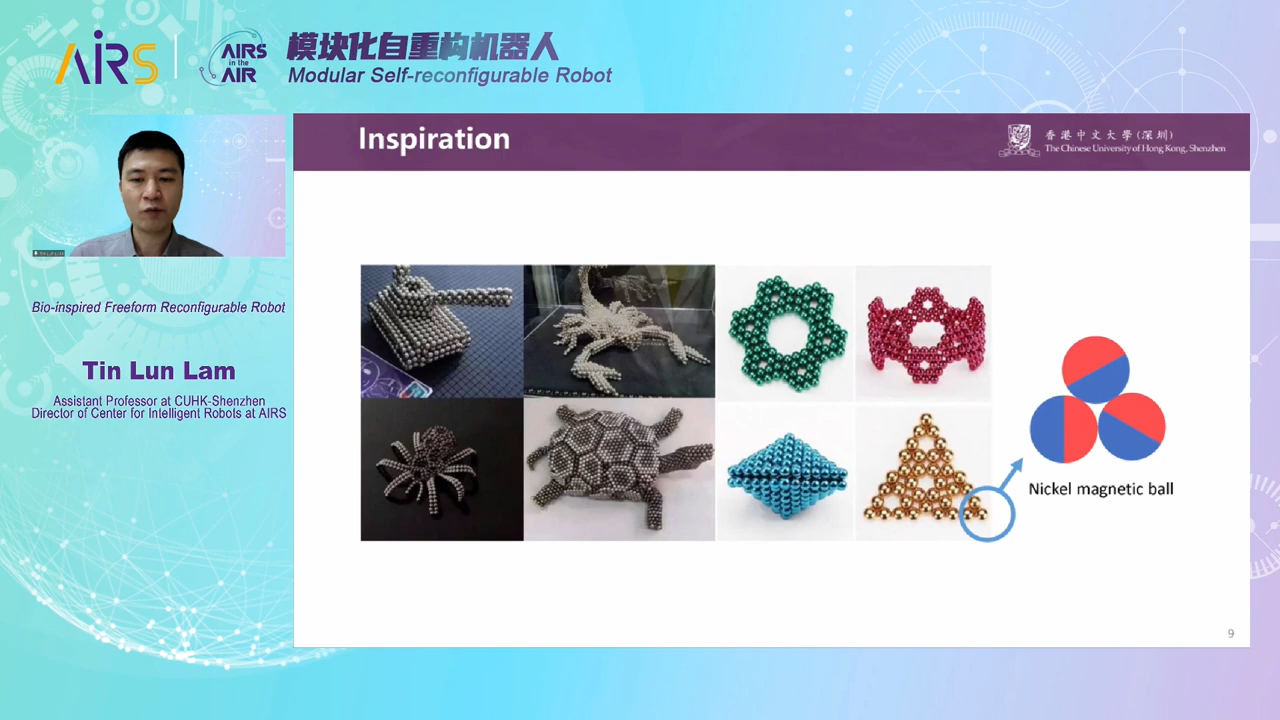 AIRS
AIRS
in the
AIR
模块化自重构机器人
Modular Self-reconfigurable Robot
Inspiration
香港中文大學(深圳)
The Chinese University of Hong Kong, Shenzhen
Bio-inspired Freeform Reconfigurable Robot
Tin Lun Lam
Assistant Professor at CUHK-Shenzhen
Director of Center for Intelligent Robots at AIRS
Nickel magnetic ball
9